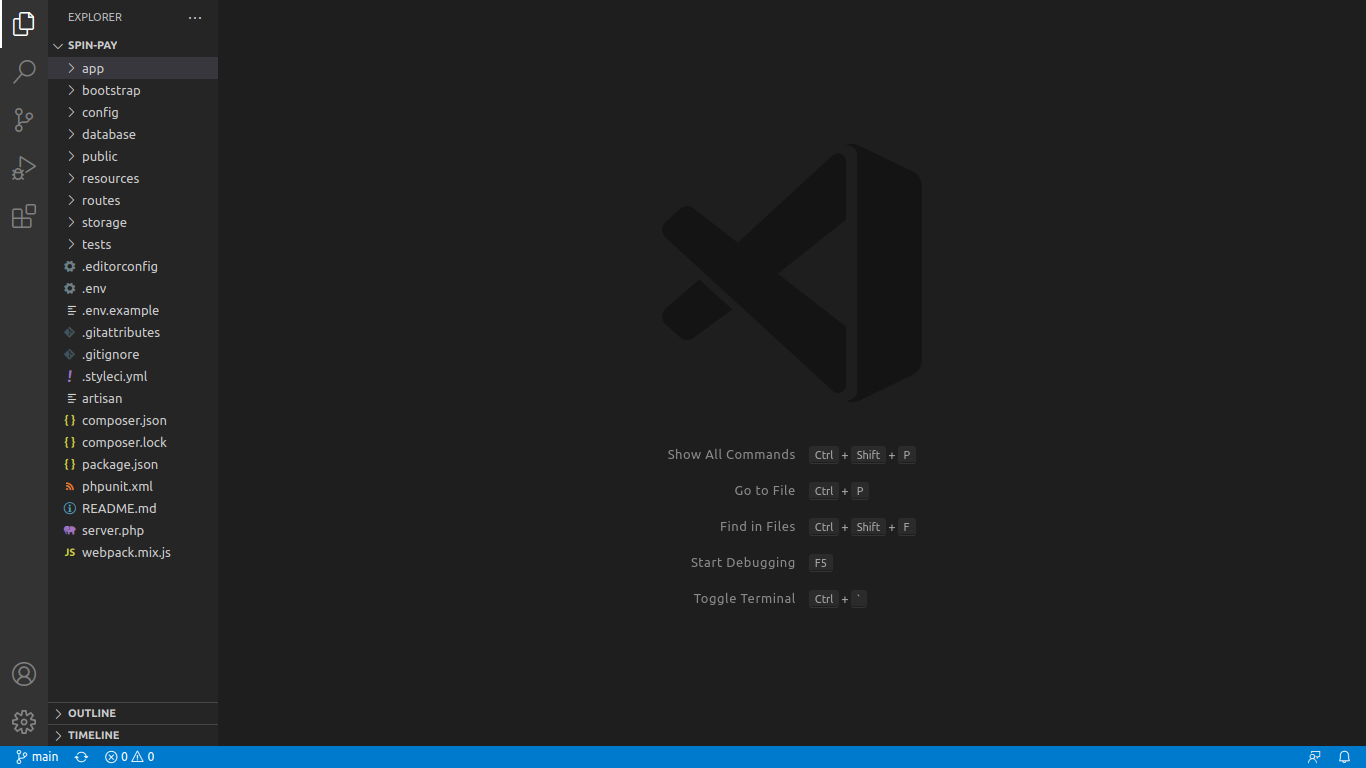 EXPLORER
SPIN-PAY
app
bootstrap
config
database
public
resources
routes
storage
tests
.editorconfig
.env
.env.example
.gitattributes
.gitignore
.styleci.yml
artisan
composer.json
composer.lock
package.json
phpunit.xml
README.md
server.php
JS webpack.mix.js
OUTLINE
TIMELINE
Show All Commands Ctrl + Shift + P
Go to File Ctrl + P
Find in Files Ctrl + Shift + F
Start Debugging F5
Toggle Terminal Ctrl + `
main 0 0